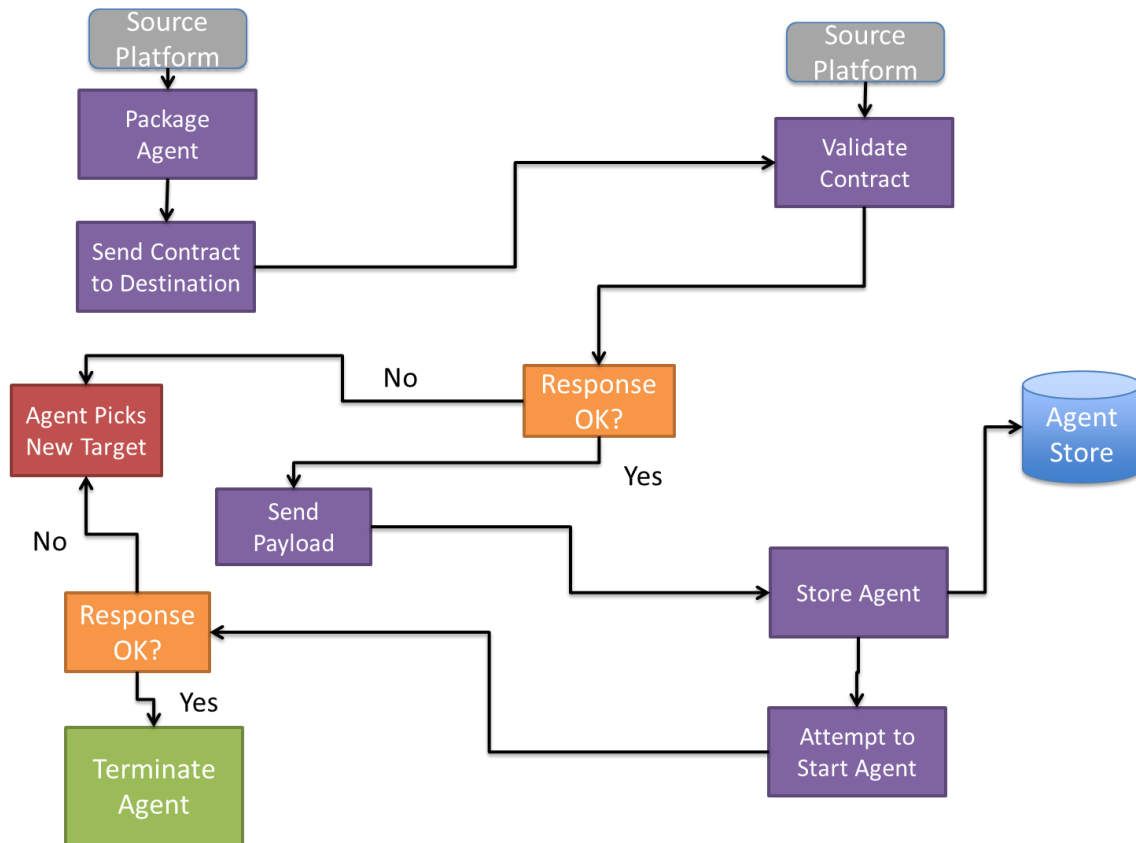 Source
Platform
Source
Platform
Package
Agent
Validate
Contract
Send Contract
to Destination
No
Response
OK?
Agent Picks
New Target
Agent
Store
Yes
Send
Payload
No
Store Agent
Response
OK?
Yes
Attempt to
Start Agent
Terminate
Agent